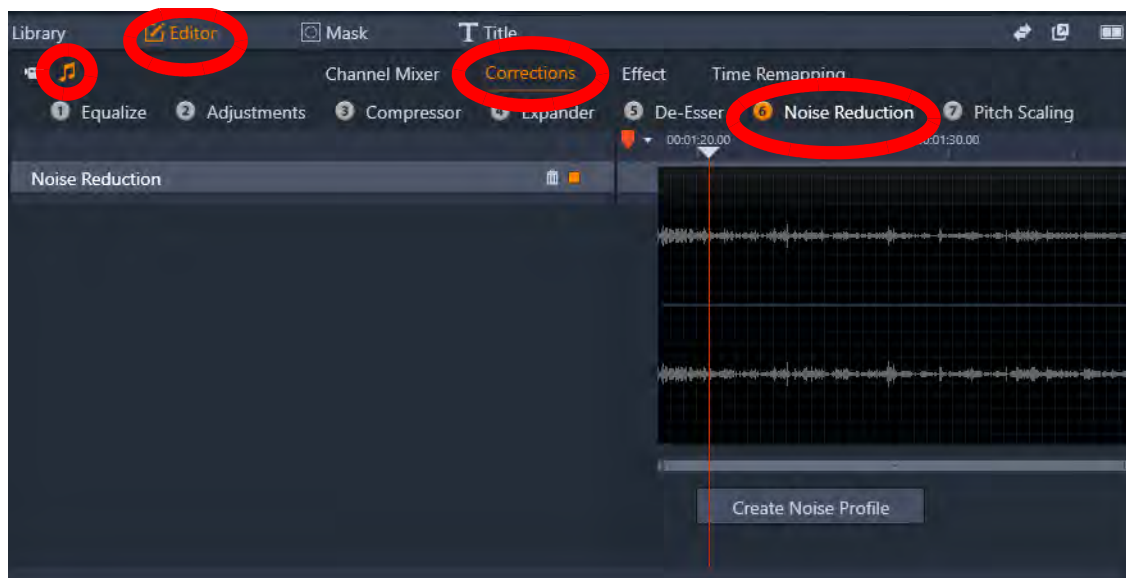 Library Editor Mask Title
Channel Mixer Corrections Effect Time Remapping
1 Equalize 2 Adjustments 3 Compressor 4 Expander 5 De-Esser 6 Noise Reduction 7 Pitch Scaling
00:01:20.00 00:01:30.00
Noise Reduction
Create Noise Profile